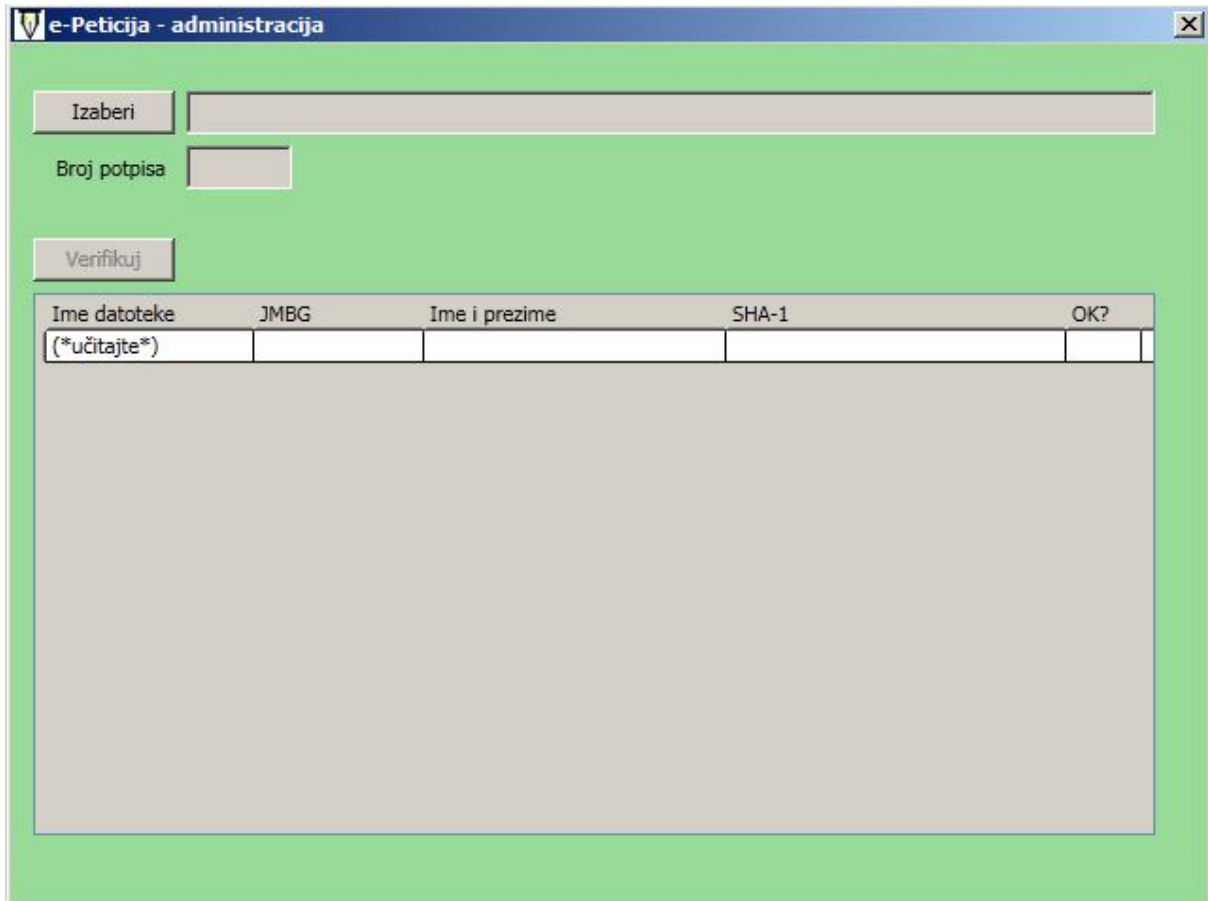 e-Peticija - administracija
Izaberi
Broj potpisa
Verifikuj
Ime datoteke JMBG Ime i prezime SHA-1 OK?
(*učitajte*)